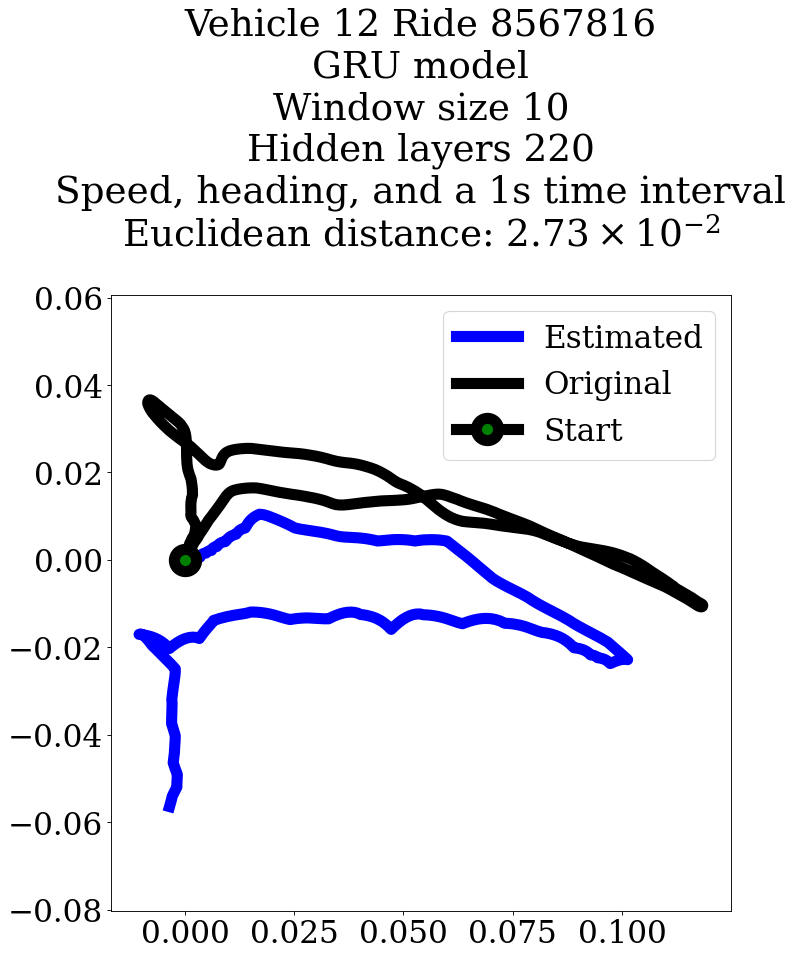 Vehicle 12 Ride 8567816
GRU model
Window size 10
Hidden layers 220
Speed, heading, and a 1s time interval
Euclidean distance: 2.73 × 10⁻²
0.06
0.04
0.02
0.00
−0.02
−0.04
−0.06
−0.08
Estimated
Original
Start
0.000 0.025 0.050 0.075 0.100